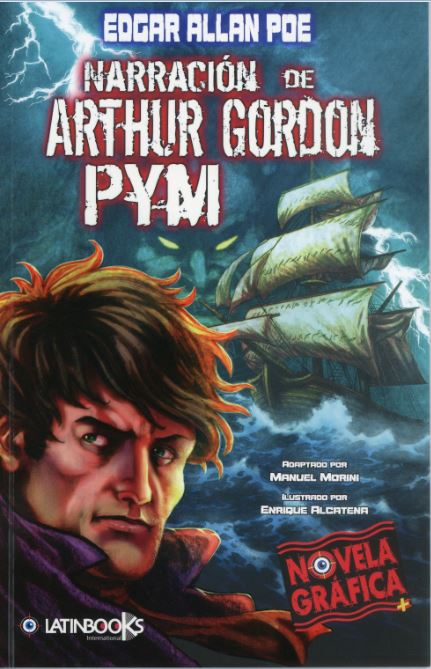 EDGAR ALLAN POE
NARRACIÓN DE
ARTHUR GORDON
PYM
ADAPTADO POR
MANUEL MORINI
ILUSTRADO POR
ENRIQUE ALCATENA
NOVELA
GRÁFICA
LATINBOOKS
International